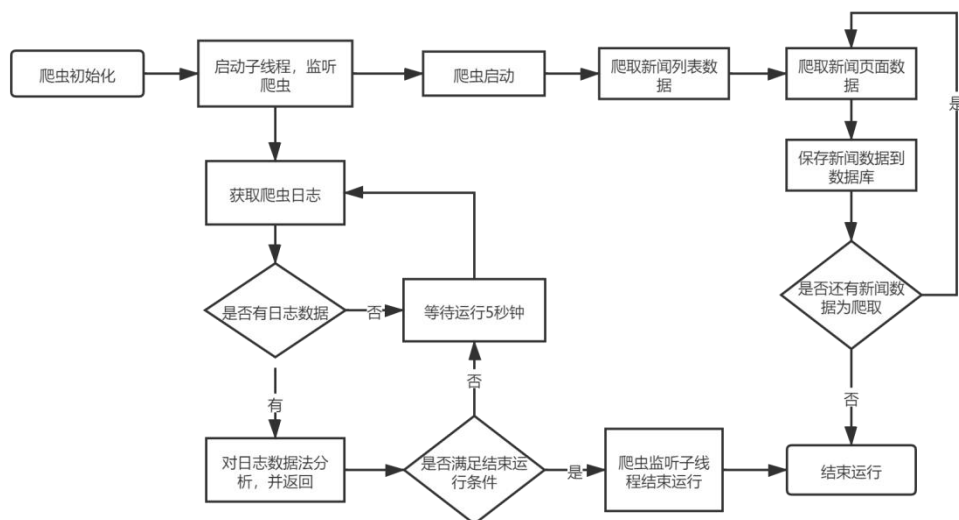 爬虫初始化
启动子线程，监听
爬虫
爬虫启动
爬取新闻列表数
据
爬取新闻页面数
据
是
保存新闻数据到
数据库
获取爬虫日志
是否还有新闻数
据为爬取
是否有日志数据
否
等待运行5秒钟
有
否
否
对日志数据法分
析，并返回
是否满足结束运
行条件
是
爬虫监听子线
程结束运行
结束运行